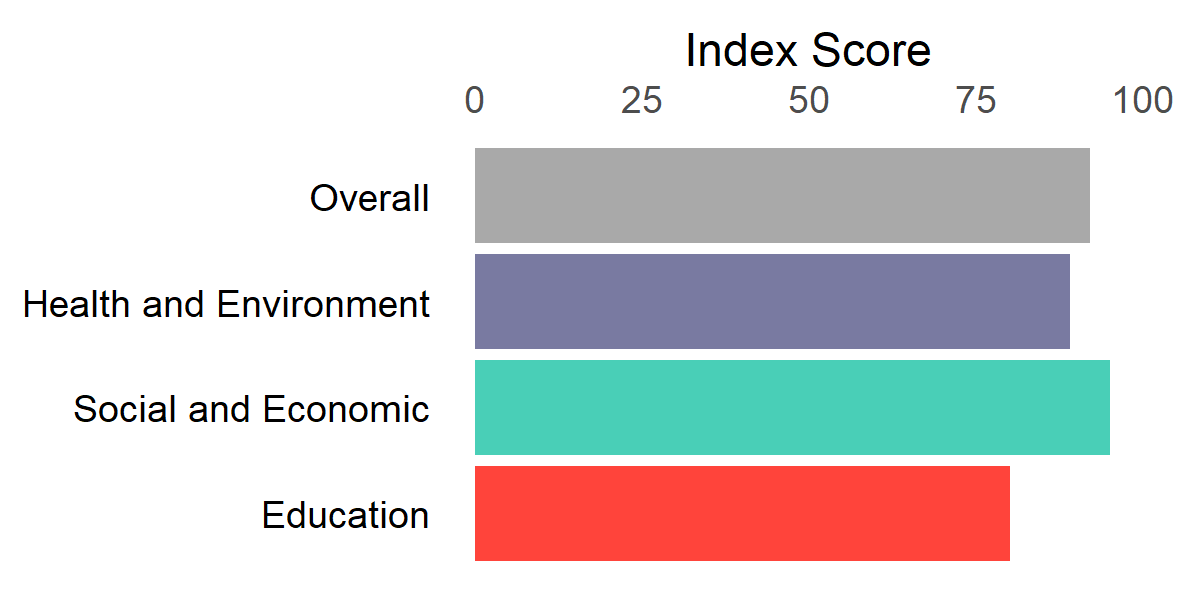 Index Score
0 25 50 75 100
Overall
Health and Environment
Social and Economic
Education